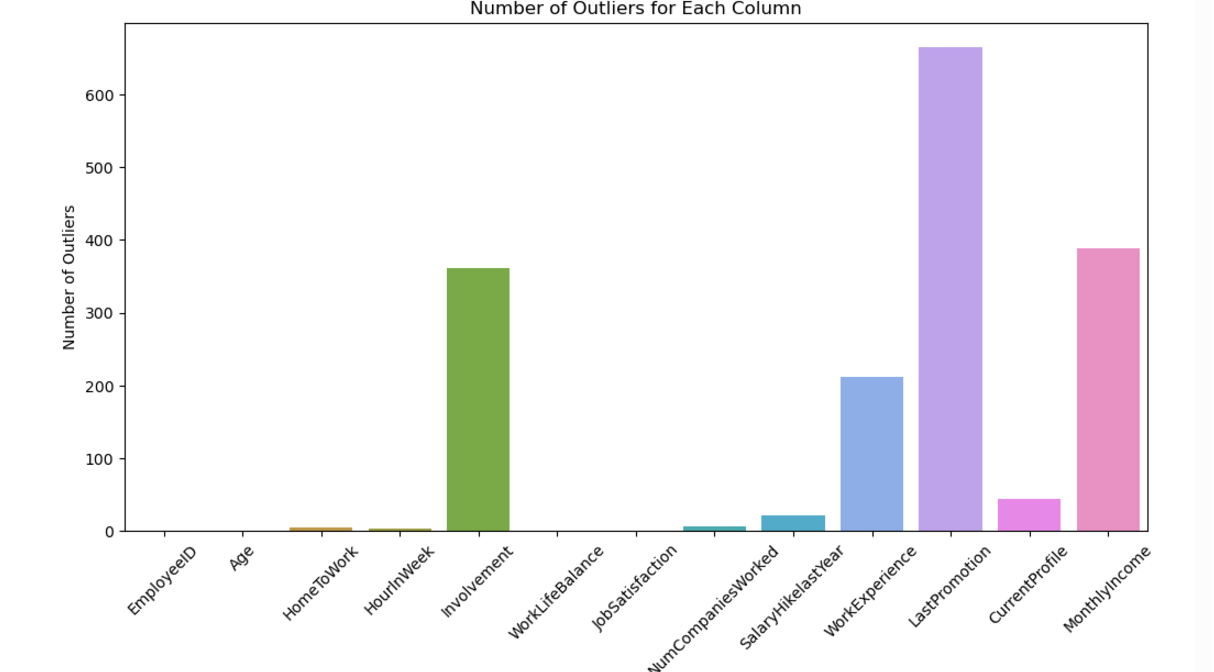 Number of Outliers for Each Column
Number of Outliers
600
500
400
300
200
100
0
EmployeeID
Age
HomeToWork
HourInWeek
Involvement
WorkLifeBalance
JobSatisfaction
NumCompaniesWorked
SalaryHikelastYear
WorkExperience
LastPromotion
CurrentProfile
MonthlyIncome